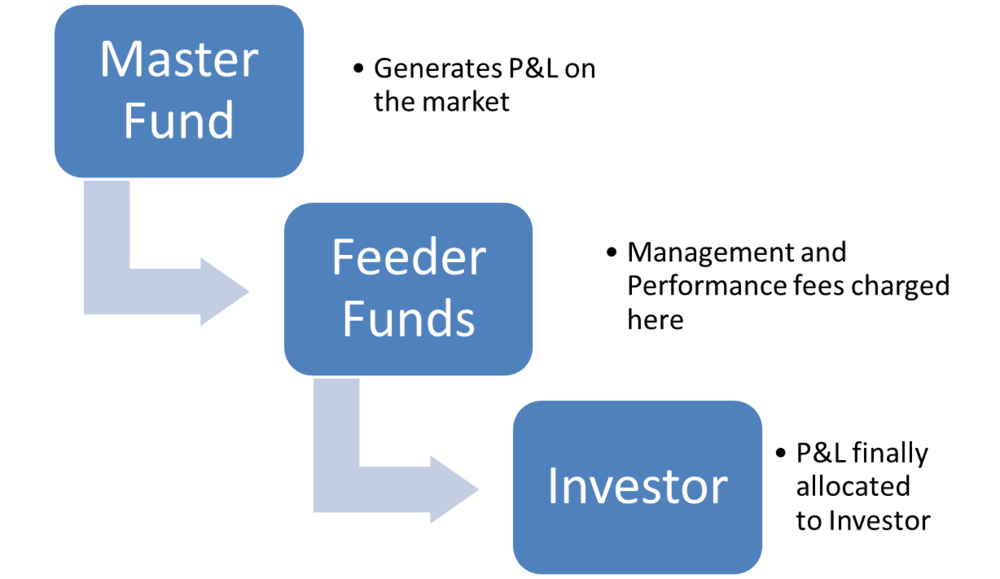 Master
Fund
• Generates P&L on
the market
Feeder
Funds
• Management and
Performance fees charged
here
Investor
• P&L finally
allocated
to Investor